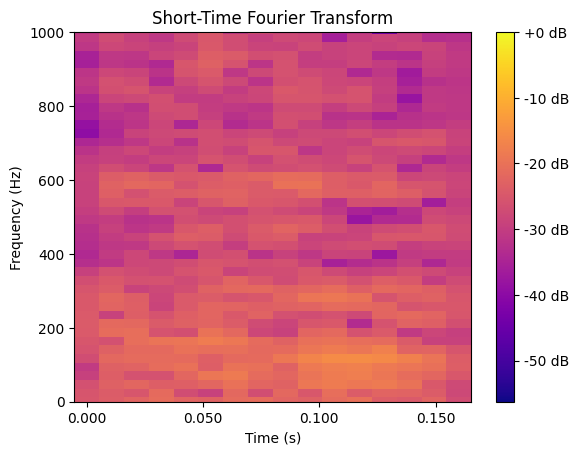 Short-Time Fourier Transform
1000
800
600
400
200
0
Frequency (Hz)
0.000
0.050
0.100
0.150
Time (s)
+0 dB
-10 dB
-20 dB
-30 dB
-40 dB
-50 dB